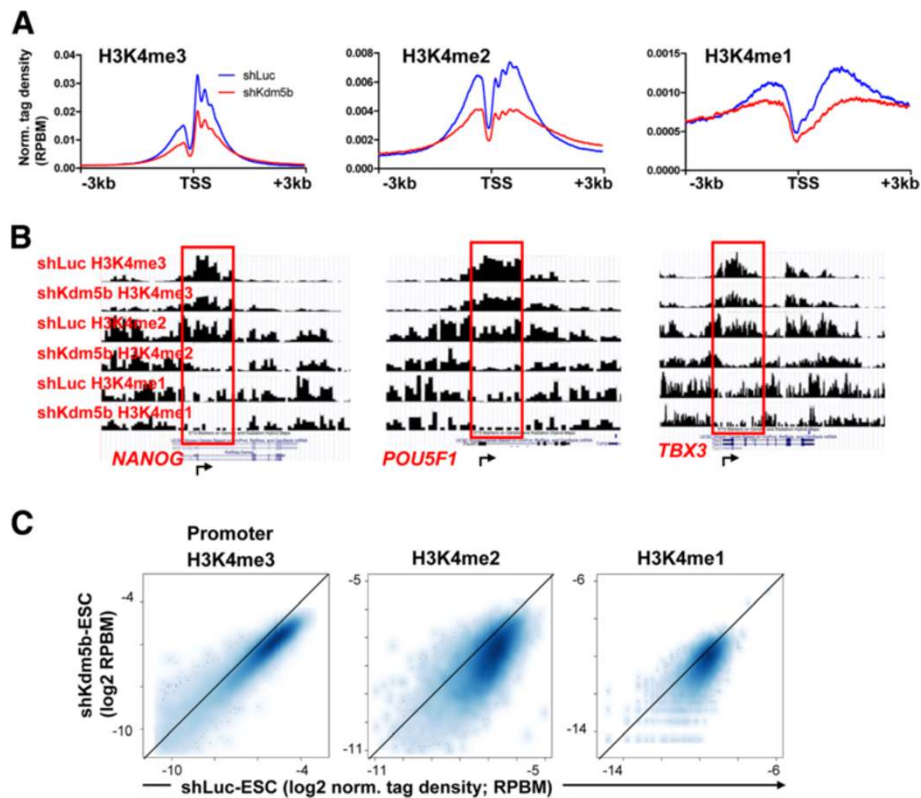 A
H3K4me3
H3K4me2
H3K4me1
Norm. tag density
(RPBM)
0.04
0.03
0.02
0.01
0.00
shLuc
shKdm5b
-3kb
TSS
+3kb
0.008
0.006
0.004
0.002
0.000
-3kb
TSS
+3kb
0.0015
0.0010
0.0005
0.0000
-3kb
TSS
+3kb
B
shLuc H3K4me3
shKdm5b H3K4me3
shLuc H3K4me2
shKdm5b H3K4me2
shLuc H3K4me1
shKdm5b H3K4me1
NANOG
POU5F1
TBX3
C
Promoter
H3K4me3
H3K4me2
H3K4me1
shKdm5b-ESC
(log2 RPBM)
-4
-10
-10
-4
-5
-11
-11
-5
-6
-14
-14
-6
shLuc-ESC (log2 norm. tag density; RPBM)